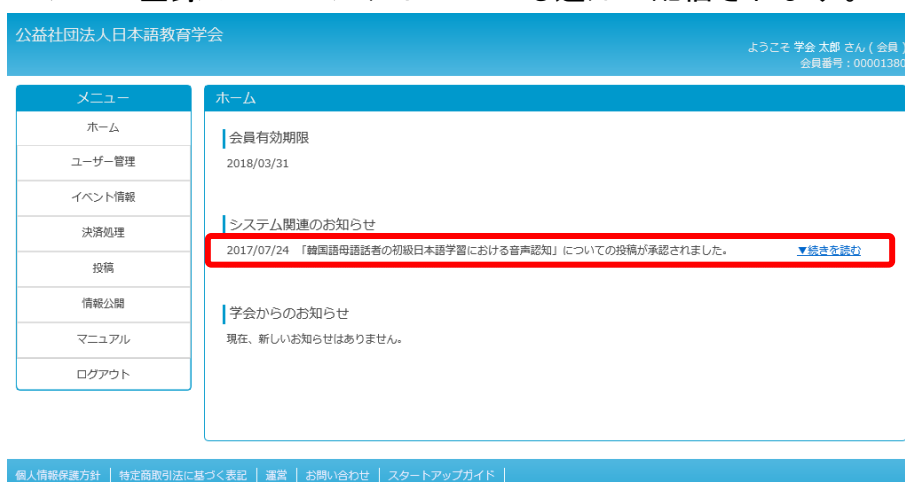 公益社団法人日本語教育学会
ようこそ 学会 太郎 さん ( 会員 )
会員番号：00001380
メニュー
ホーム
ユーザー管理
イベント情報
決済処理
投稿
情報公開
マニュアル
ログアウト
ホーム
会員有効期限
2018/03/31
システム関連のお知らせ
2017/07/24 「韓国語母語話者の初級日本語学習における音声認知」についての投稿が承認されました。 ▼続きを読む
学会からのお知らせ
現在、新しいお知らせはありません。
個人情報保護方針 | 特定商取引法に基づく表記 | 運営 | お問い合わせ | スタートアップガイド |